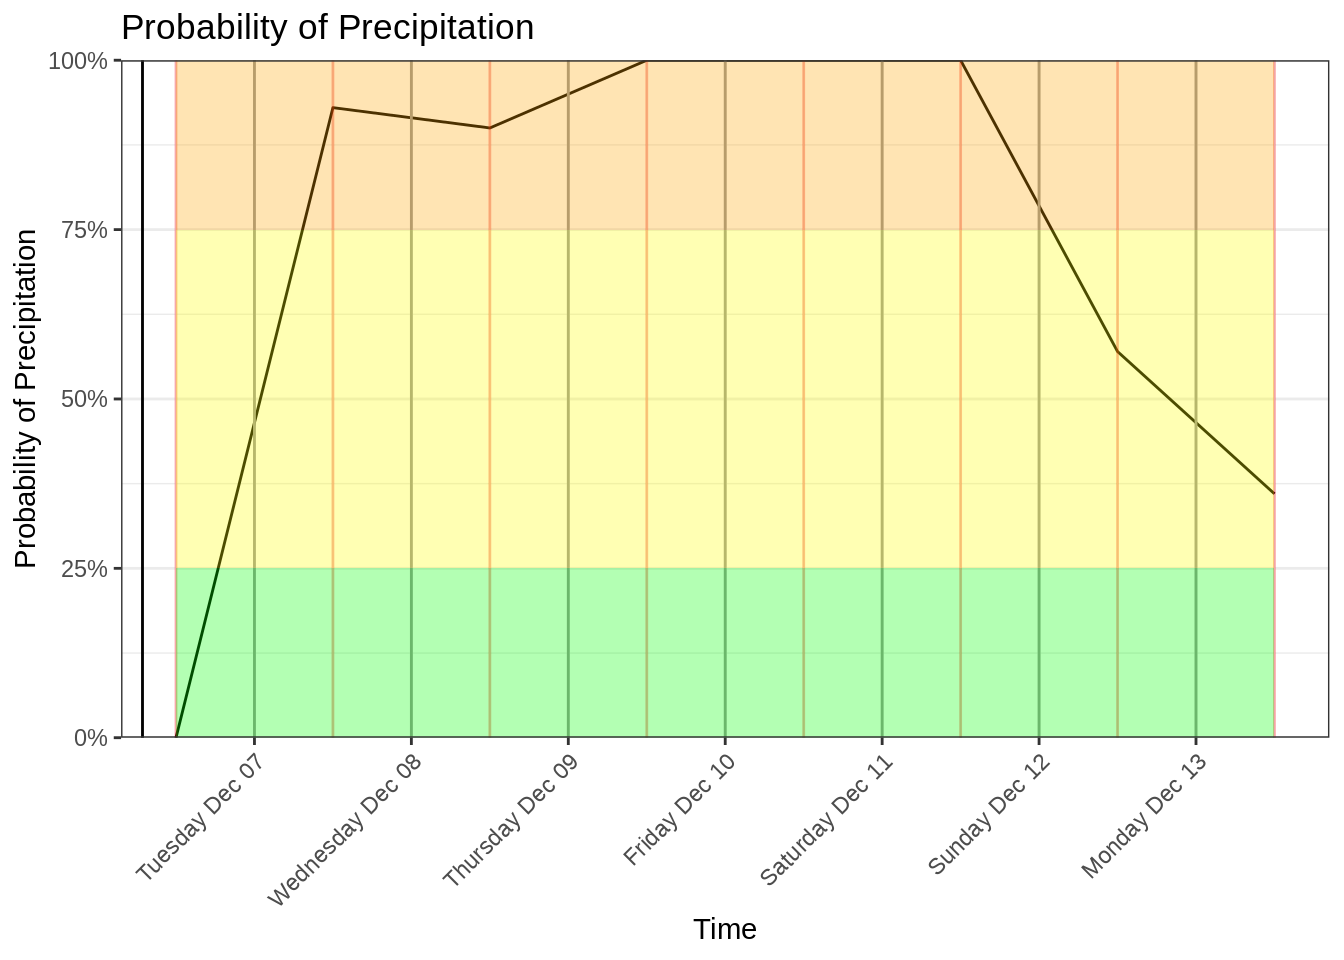 Probability of Precipitation
Probability of Precipitation
100%
75%
50%
25%
0%
Tuesday Dec 07
Wednesday Dec 08
Thursday Dec 09
Friday Dec 10
Saturday Dec 11
Sunday Dec 12
Monday Dec 13
Time